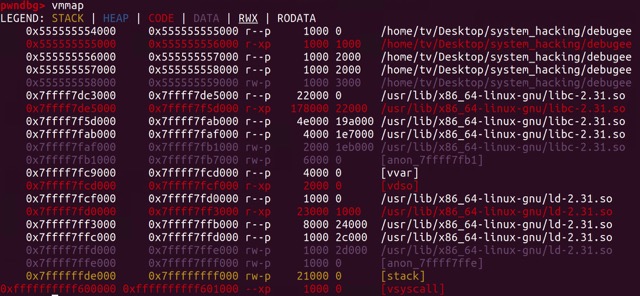 pwndbg> vmmap
LEGEND: STACK | HEAP | CODE | DATA | RWX | RODATA
0x555555554000 0x555555555000 r--p 1000 0 /home/tv/Desktop/system_hacking/debugee
0x555555555000 0x555555556000 r-xp 1000 1000 /home/tv/Desktop/system_hacking/debugee
0x555555556000 0x555555557000 r--p 1000 2000 /home/tv/Desktop/system_hacking/debugee
0x555555557000 0x555555558000 r--p 1000 2000 /home/tv/Desktop/system_hacking/debugee
0x555555558000 0x555555559000 rw-p 1000 3000 /home/tv/Desktop/system_hacking/debugee
0x7ffff7dc3000 0x7ffff7de5000 r--p 22000 0 /usr/lib/x86_64-linux-gnu/libc-2.31.so
0x7ffff7de5000 0x7ffff7f5d000 r-xp 178000 22000 /usr/lib/x86_64-linux-gnu/libc-2.31.so
0x7ffff7f5d000 0x7ffff7fab000 r--p 4e000 19a000 /usr/lib/x86_64-linux-gnu/libc-2.31.so
0x7ffff7fab000 0x7ffff7faf000 r--p 4000 1e7000 /usr/lib/x86_64-linux-gnu/libc-2.31.so
0x7ffff7faf000 0x7ffff7fb1000 rw-p 2000 1eb000 /usr/lib/x86_64-linux-gnu/libc-2.31.so
0x7ffff7fb1000 0x7ffff7fb7000 rw-p 6000 0 [anon_7ffff7fb1]
0x7ffff7fc9000 0x7ffff7fcd000 r--p 4000 0 [vvar]
0x7ffff7fcd000 0x7ffff7fcf000 r-xp 2000 0 [vdso]
0x7ffff7fcf000 0x7ffff7fd0000 r--p 1000 0 /usr/lib/x86_64-linux-gnu/ld-2.31.so
0x7ffff7fd0000 0x7ffff7ff3000 r-xp 23000 1000 /usr/lib/x86_64-linux-gnu/ld-2.31.so
0x7ffff7ff3000 0x7ffff7ffb000 r--p 8000 24000 /usr/lib/x86_64-linux-gnu/ld-2.31.so
0x7ffff7ffc000 0x7ffff7ffd000 r--p 1000 2c000 /usr/lib/x86_64-linux-gnu/ld-2.31.so
0x7ffff7ffd000 0x7ffff7ffe000 rw-p 1000 2d000 /usr/lib/x86_64-linux-gnu/ld-2.31.so
0x7ffff7ffe000 0x7ffff7fff000 rw-p 1000 0 [anon_7ffff7ffe]
0x7ffffffde000 0x7ffffffff000 rw-p 21000 0 [stack]
0xffffffffff600000 0xffffffffff601000 --xp 1000 0 [vsyscall]